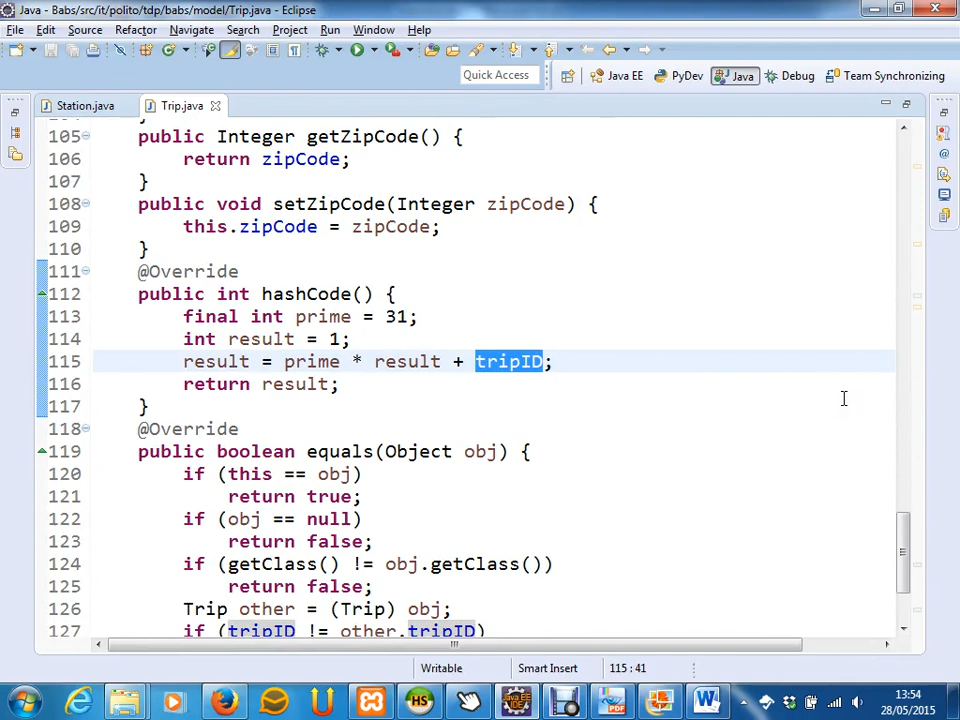 Java - Babs/src/it/polito/tdp/babs/model/Trip.java - Eclipse
File Edit Source Refactor Navigate Search Project Run Window Help
Quick Access Java EE PyDev Java Debug Team Synchronizing
Station.java Trip.java
105 public Integer getZipCode() {
106 return zipCode;
107 }
108 public void setZipCode(Integer zipCode) {
109 this.zipCode = zipCode;
110 }
111 @Override
112 public int hashCode() {
113 final int prime = 31;
114 int result = 1;
115 result = prime * result + tripID;
116 return result;
117 }
118 @Override
119 public boolean equals(Object obj) {
120 if (this == obj)
121 return true;
122 if (obj == null)
123 return false;
124 if (getClass() != obj.getClass())
125 return false;
126 Trip other = (Trip) obj;
127 if (tripID != other.tripID)
Writable Smart Insert 115 : 41
13:54
28/05/2015